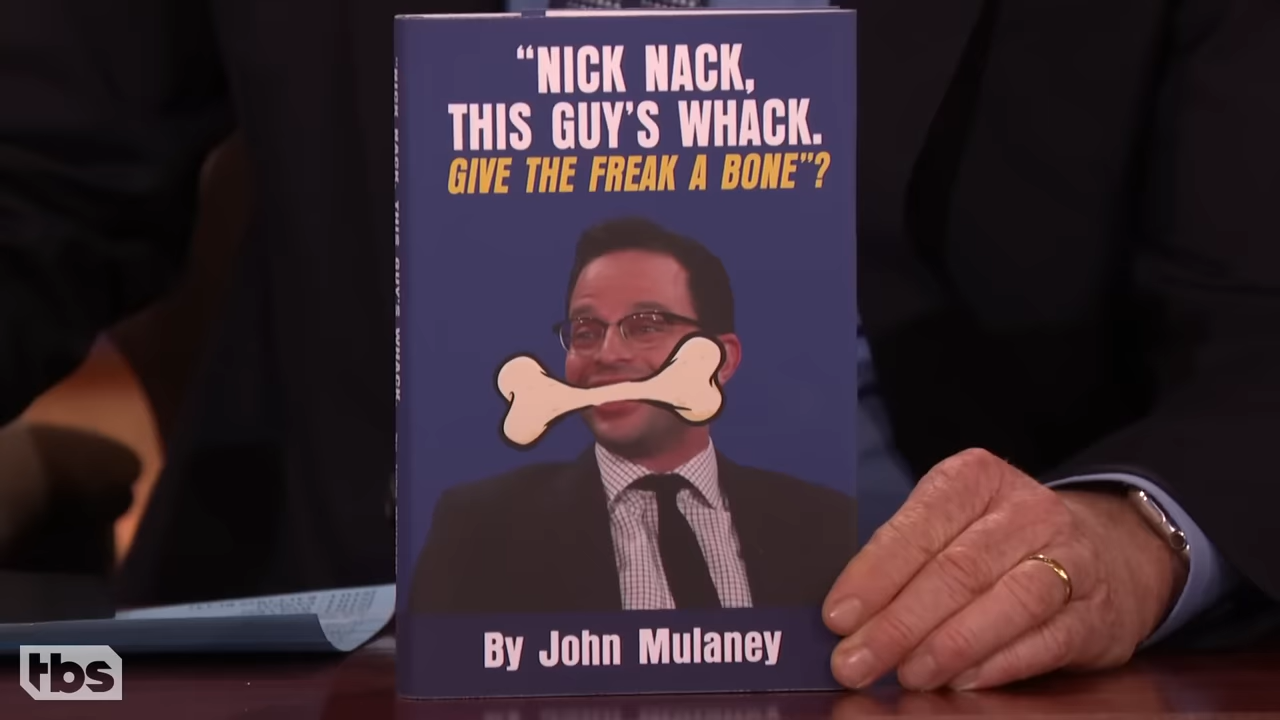 “NICK NACK,
THIS GUY’S WHACK.
GIVE THE FREAK A BONE”?
By John Mulaney
tbs